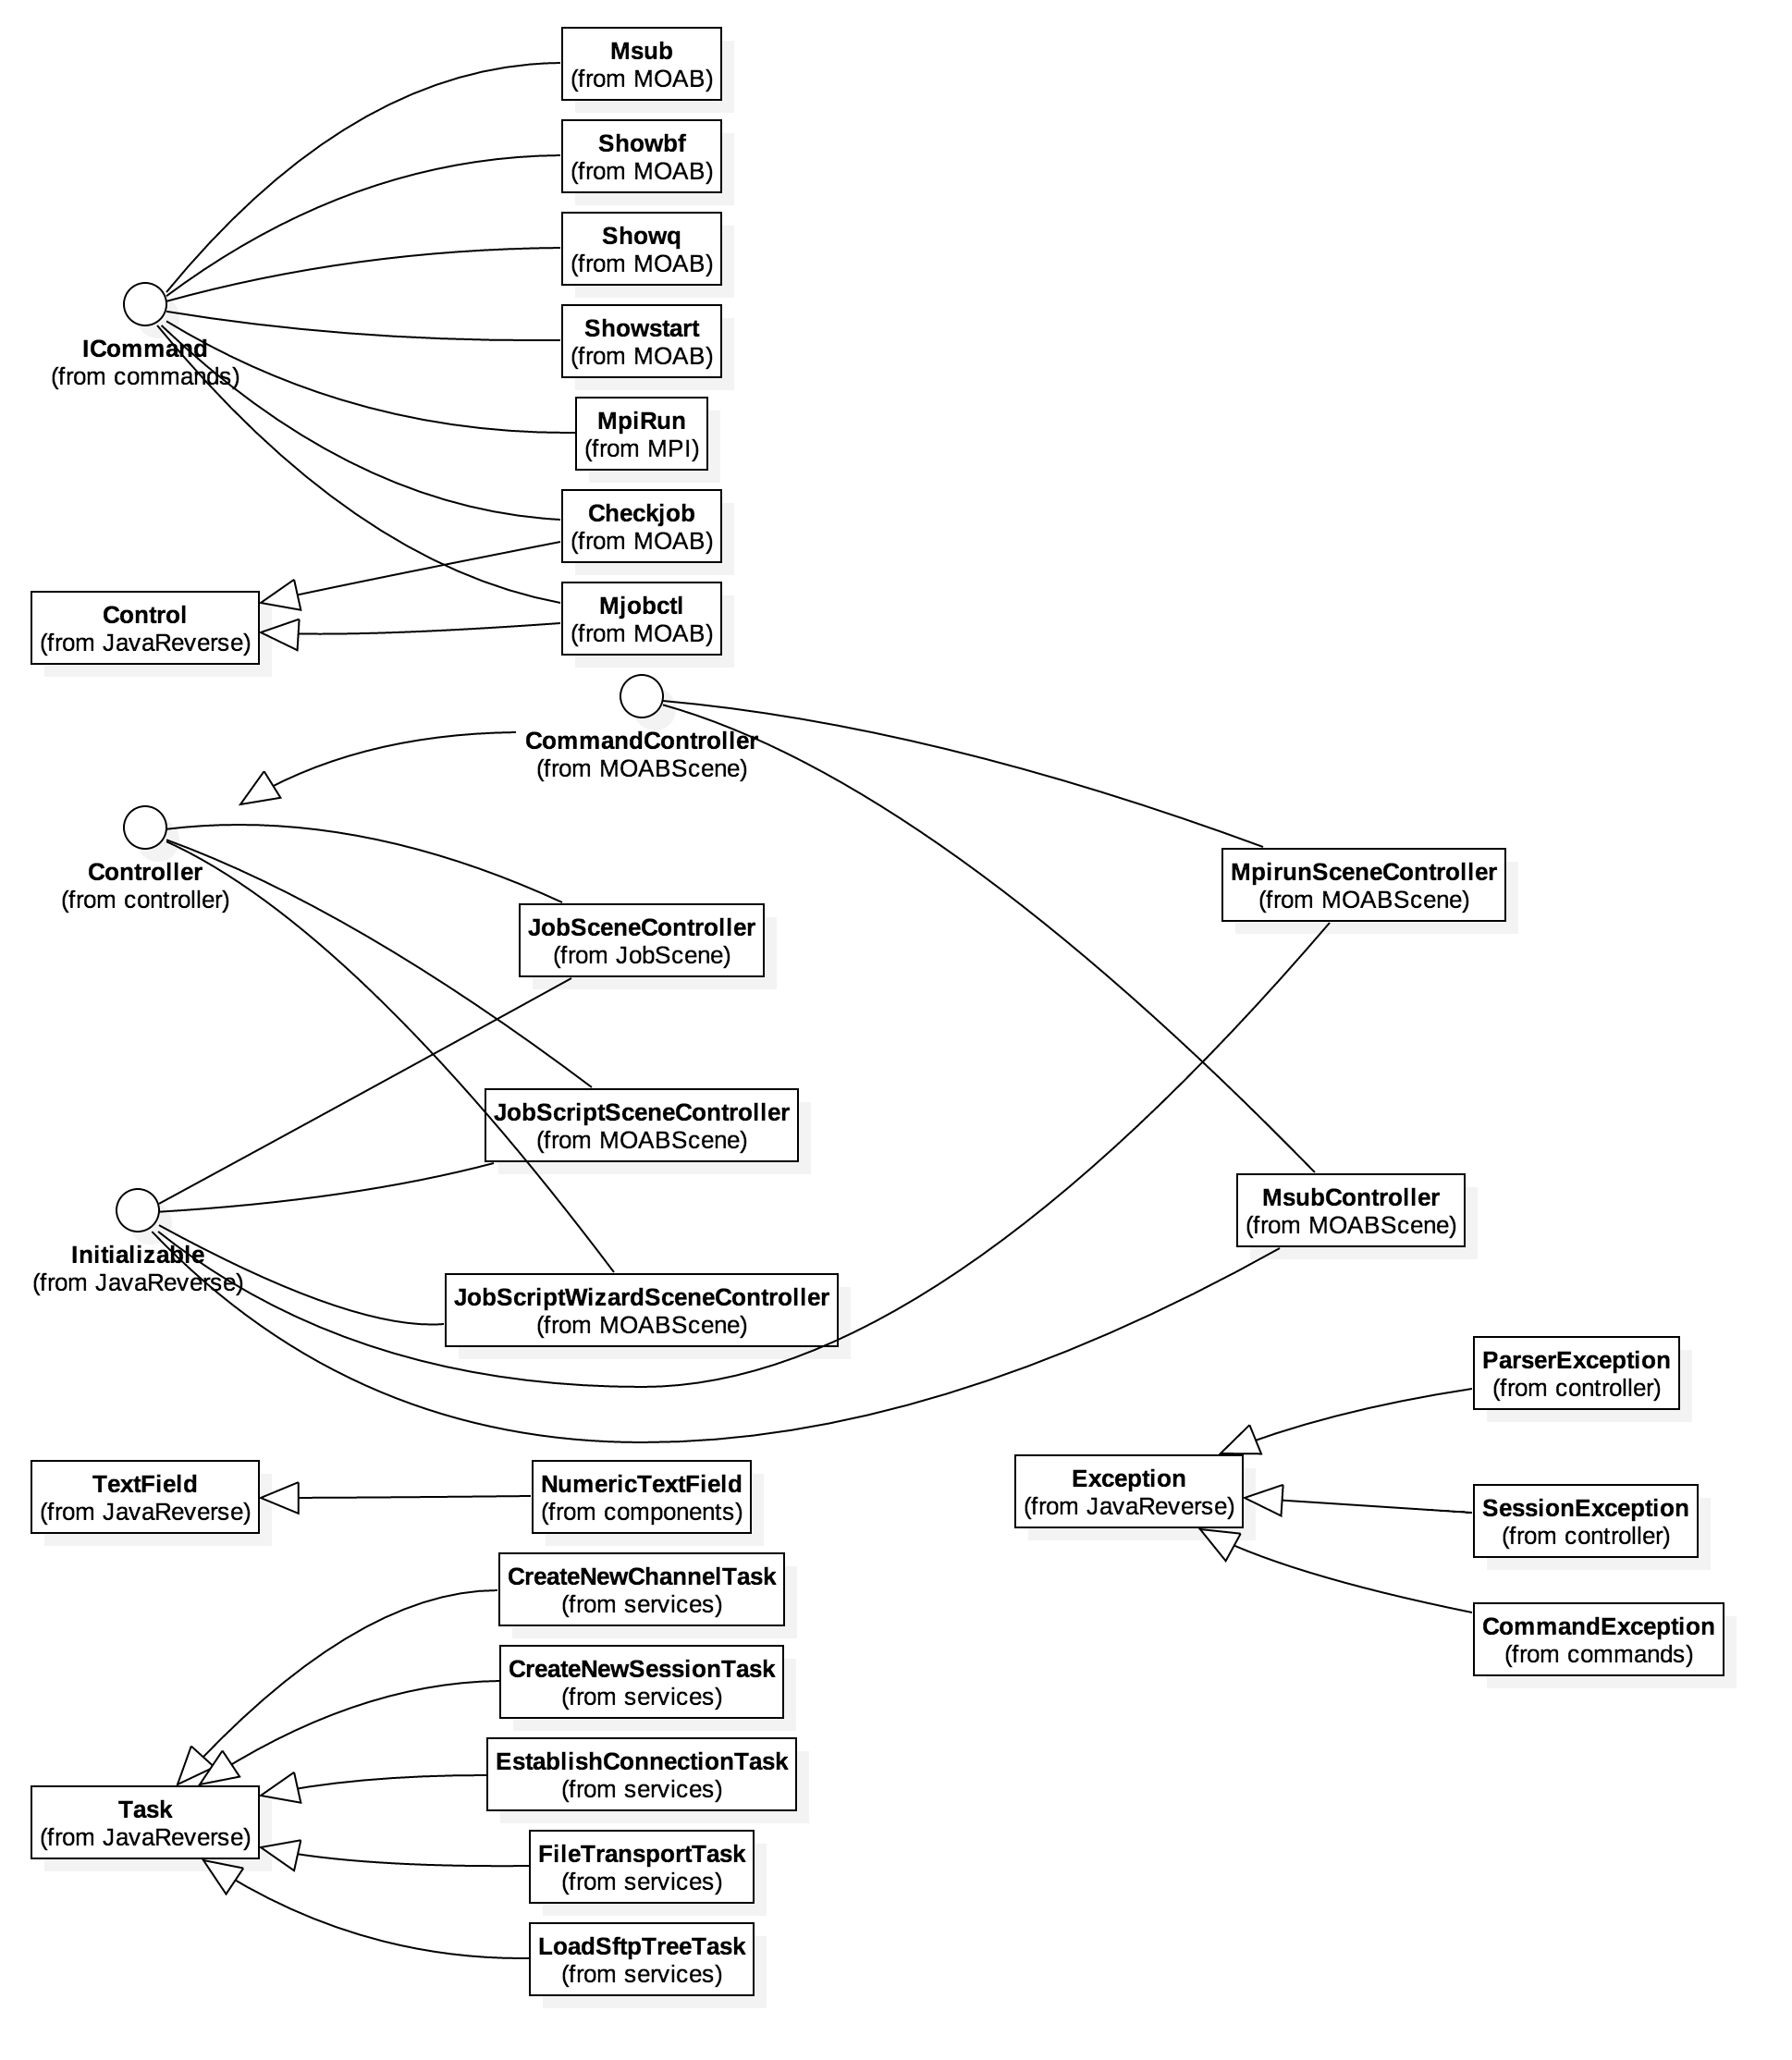 Msub
(from MOAB)
Showbf
(from MOAB)
Showq
(from MOAB)
Showstart
(from MOAB)
ICommand
(from commands)
MpiRun
(from MPI)
Checkjob
(from MOAB)
Control
(from JavaReverse)
Mjobctl
(from MOAB)
CommandController
(from MOABScene)
Controller
(from controller)
MpirunSceneController
(from MOABScene)
JobSceneController
(from JobScene)
JobScriptSceneController
(from MOABScene)
MsubController
(from MOABScene)
Initializable
(from JavaReverse)
JobScriptWizardSceneController
(from MOABScene)
ParserException
(from controller)
TextField
(from JavaReverse)
NumericTextField
(from components)
Exception
(from JavaReverse)
SessionException
(from controller)
CreateNewChannelTask
(from services)
CommandException
(from commands)
CreateNewSessionTask
(from services)
EstablishConnectionTask
(from services)
Task
(from JavaReverse)
FileTransportTask
(from services)
LoadSftpTreeTask
(from services)